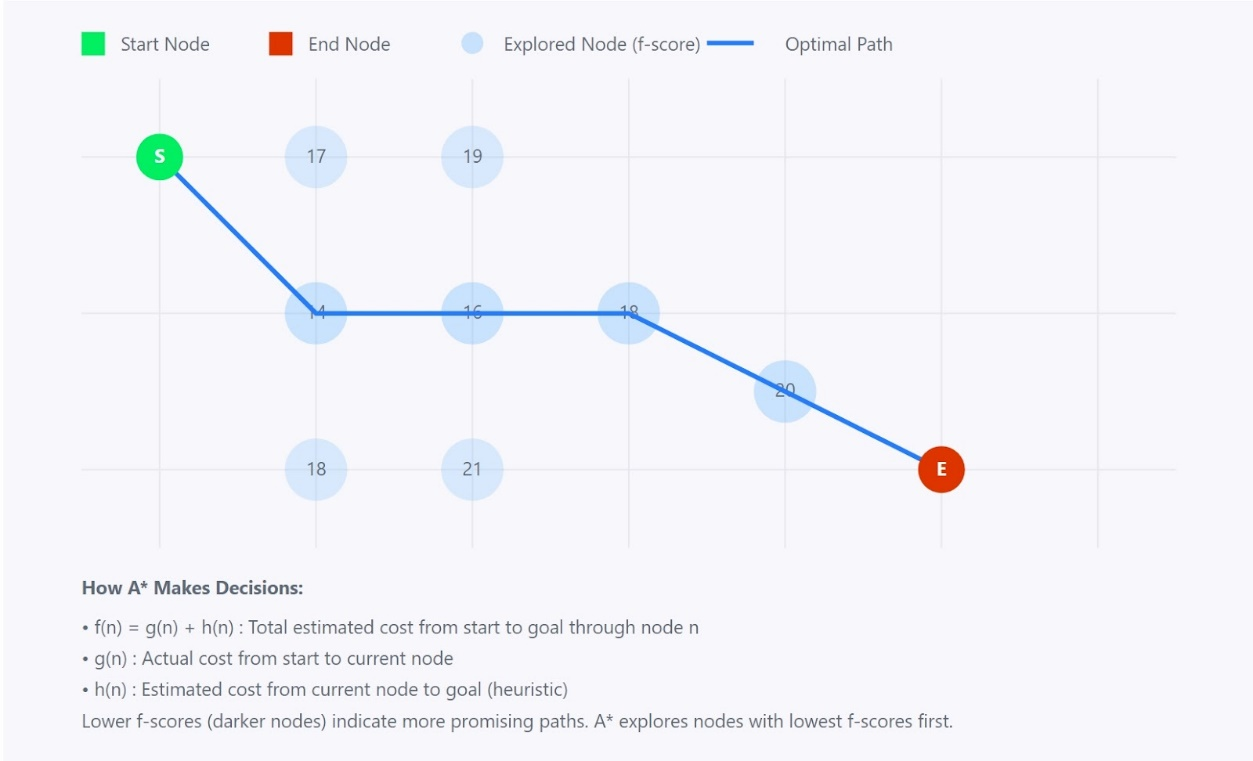 Start Node End Node Explored Node (f-score) Optimal Path
S 17 19
14 16 18
20
18 21 E
How A* Makes Decisions:
• f(n) = g(n) + h(n) : Total estimated cost from start to goal through node n
• g(n) : Actual cost from start to current node
• h(n) : Estimated cost from current node to goal (heuristic)
Lower f-scores (darker nodes) indicate more promising paths. A* explores nodes with lowest f-scores first.